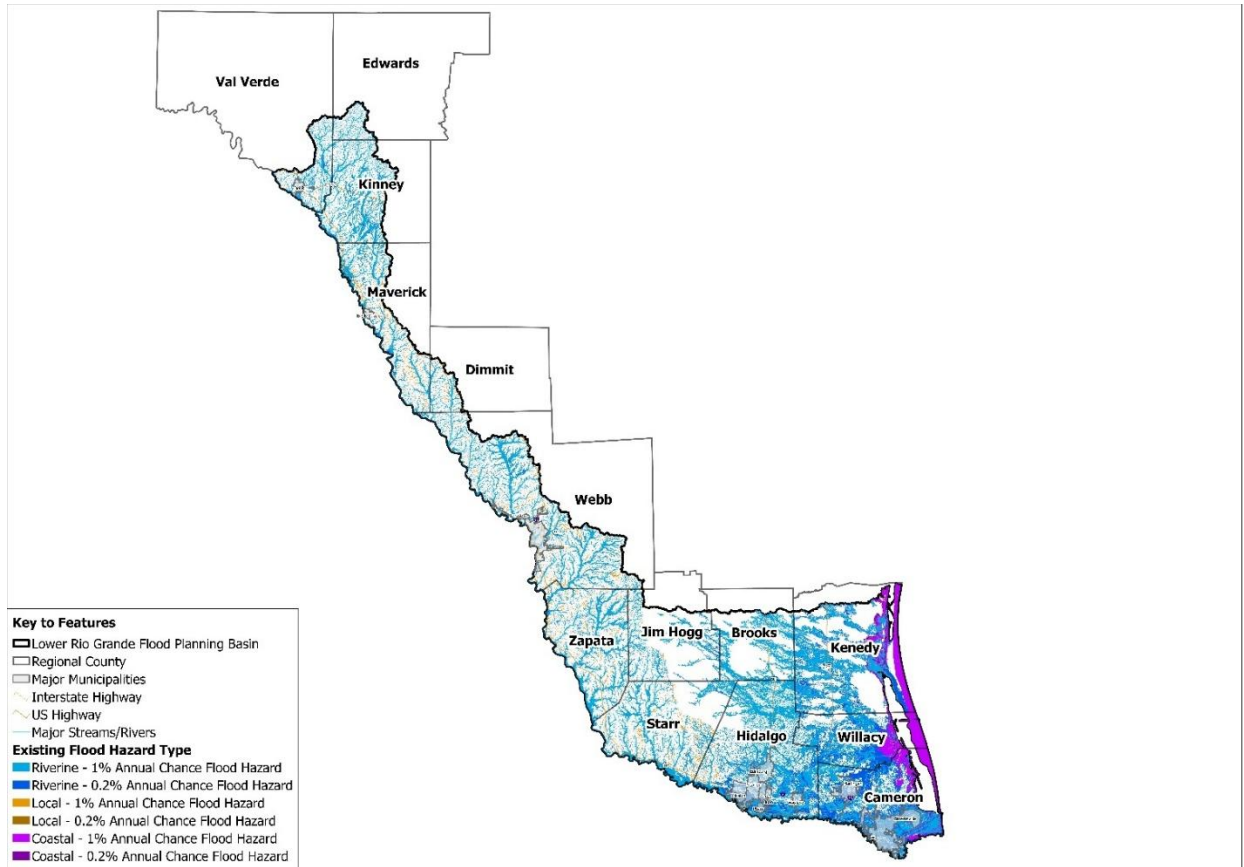 Edwards
Val Verde
Kinney
Maverick
Dimmit
Webb
Zapata
Jim Hogg
Brooks
Kenedy
Starr
Hidalgo
Willacy
Cameron
Key to Features
Lower Rio Grande Flood Planning Basin
Regional County
Major Municipalities
Interstate Highway
US Highway
Major Streams/Rivers
Existing Flood Hazard Type
Riverine - 1% Annual Chance Flood Hazard
Riverine - 0.2% Annual Chance Flood Hazard
Local - 1% Annual Chance Flood Hazard
Local - 0.2% Annual Chance Flood Hazard
Coastal - 1% Annual Chance Flood Hazard
Coastal - 0.2% Annual Chance Flood Hazard